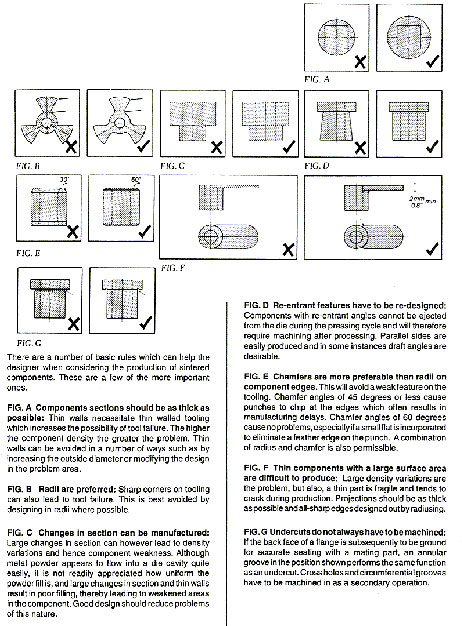 FIG. A
FIG. B
FIG. C
FIG. D
30°
60°
2mm min
0.8"
FIG. E
FIG. F
FIG. G
There are a number of basic rules which can help the
designer when considering the production of sintered
components. These are a few of the more important
ones.
FIG. A Components sections should be as thick as
possible: Thin walls necessitate thin walled tooling
which increases the possibility of tool failure. The higher
the component density the greater the problem. Thin
walls can be avoided in a number of ways such as by
increasing the outside diameter or modifying the design
in the problem area.
FIG. B Radii are preferred: Sharp corners on tooling
can also lead to tool failure. This is best avoided by
designing in radii where possible.
FIG. C Changes in section can be manufactured:
Large changes in section can however lead to density
variations and hence component weakness. Although
metal powder appears to flow into a die cavity quite
easily, it is not readily appreciated how uniform the
powder fill is, and large changes in section and thin walls
result in poor filling, thereby leading to weakened areas
in the component. Good design should reduce problems
of this nature.
FIG. D Re-entrant features have to be re-designed:
Components with re-entrant angles cannot be ejected
from the die during the pressing cycle and will therefore
require machining after processing. Parallel sides are
easily produced and in some instances draft angles are
desirable.
FIG. E Chamfers are more preferable than radii on
component edges. This will avoid a weak feature on the
tooling. Chamfer angles of 45 degrees or less cause
punches to chip at the edges which often results in
manufacturing delays. Chamfer angles of 60 degrees
cause no problems, especially if a small flat is incorporated
to eliminate a feather edge on the punch. A combination
of radius and chamfer is also permissible.
FIG. F Thin components with a large surface area
are difficult to produce: Large density variations are
the problem, but also, a thin part is fragile and tends to
crack during production. Projections should be as thick
as possible and all sharp edges designed out by radiusing.
FIG. G Undercuts do not always have to be machined:
If the back face of a flange is subsequently to be ground
for accurate seating with a mating part, an annular
groove in the position shown performs the same function
as an undercut. Cross holes and circumferential grooves
have to be machined in as a secondary operation.